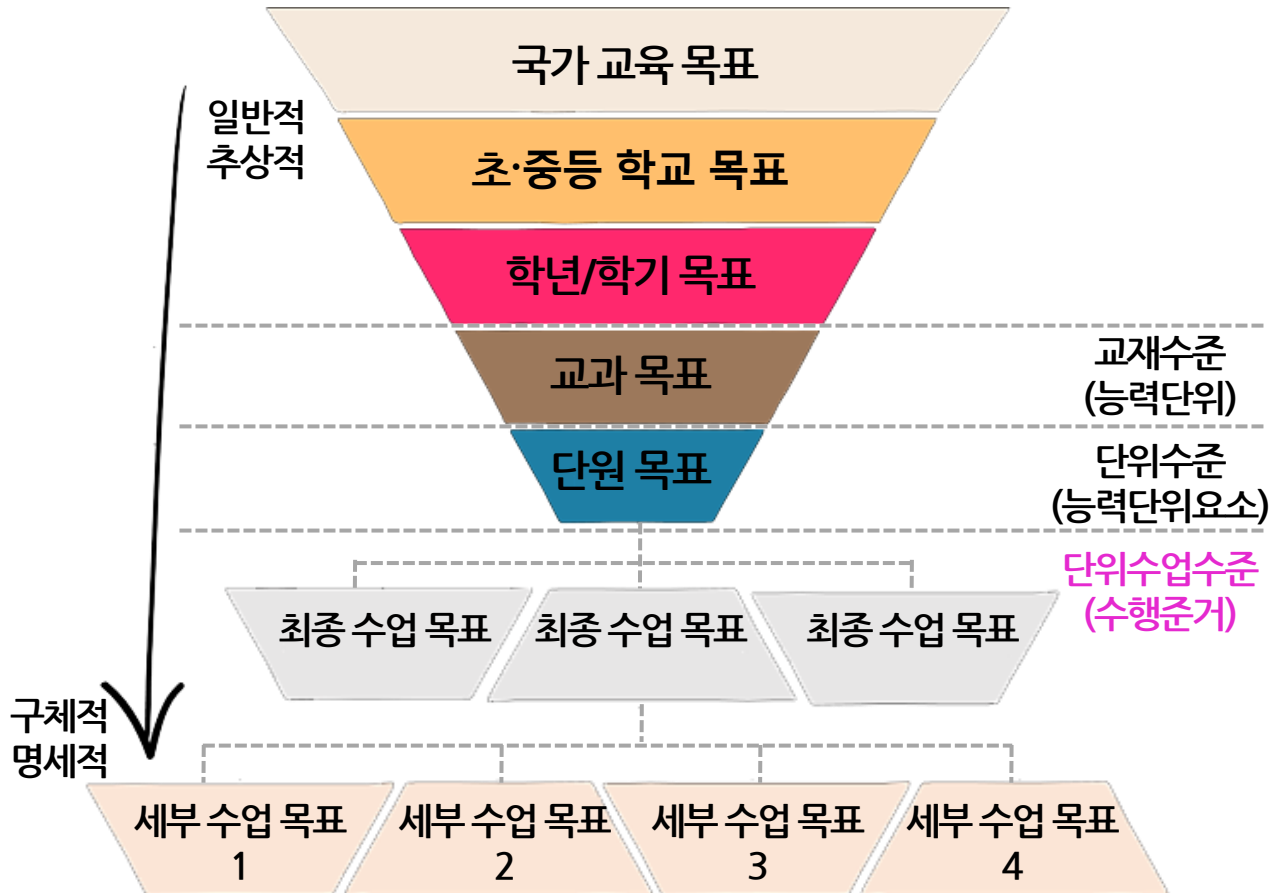 국가 교육 목표
일반적
추상적
초·중등 학교 목표
학년/학기 목표
교과 목표
교재수준
(능력단위)
단원 목표
단위수준
(능력단위요소)
단위수업수준
(수행준거)
최종 수업 목표
최종 수업 목표
최종 수업 목표
구체적
명세적
세부 수업 목표
1
세부 수업 목표
2
세부 수업 목표
3
세부 수업 목표
4